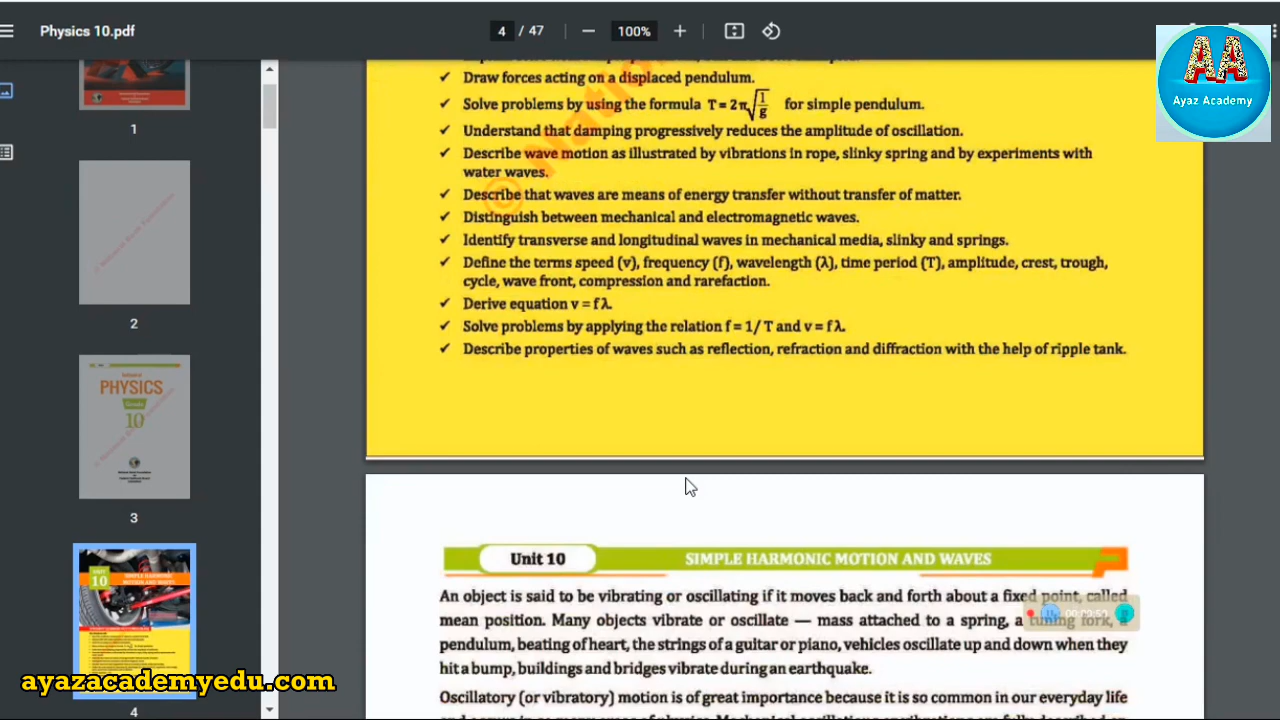 Physics 10.pdf
4 / 47
100%
AA
Ayaz Academy
✓ Draw forces acting on a displaced pendulum.
✓ Solve problems by using the formula T = 2π√1/g for simple pendulum.
✓ Understand that damping progressively reduces the amplitude of oscillation.
✓ Describe wave motion as illustrated by vibrations in rope, slinky spring and by experiments with
water waves.
✓ Describe that waves are means of energy transfer without transfer of matter.
✓ Distinguish between mechanical and electromagnetic waves.
✓ Identify transverse and longitudinal waves in mechanical media, slinky and springs.
✓ Define the terms speed (v), frequency (f), wavelength (λ), time period (T), amplitude, crest, trough,
cycle, wave front, compression and rarefaction.
✓ Derive equation v = f λ.
✓ Solve problems by applying the relation f = 1/ T and v = f λ.
✓ Describe properties of waves such as reflection, refraction and diffraction with the help of ripple tank.
Unit 10 SIMPLE HARMONIC MOTION AND WAVES
An object is said to be vibrating or oscillating if it moves back and forth about a fixed point, called
mean position. Many objects vibrate or oscillate — mass attached to a spring, a tuning fork, a
pendulum, beating of heart, the strings of a guitar or piano, vehicles oscillate up and down when they
hit a bump, buildings and bridges vibrate during an earthquake.
Oscillatory (or vibratory) motion is of great importance because it is so common in our everyday life
1
2
PHYSICS
Grade
10
3
UNIT
10
SIMPLE HARMONIC
MOTION AND WAVES
4
ayazacademyedu.com